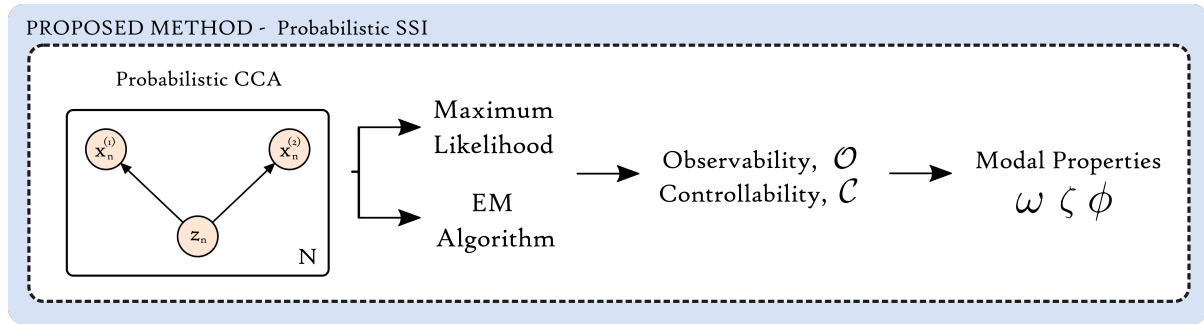 PROPOSED METHOD - Probabilistic SSI
Probabilistic CCA
x_n^(1)
x_n^(2)
z_n
N
Maximum
Likelihood
EM
Algorithm
Observability, 𝒪
Controllability, 𝒞
Modal Properties
ω ζ ϕ